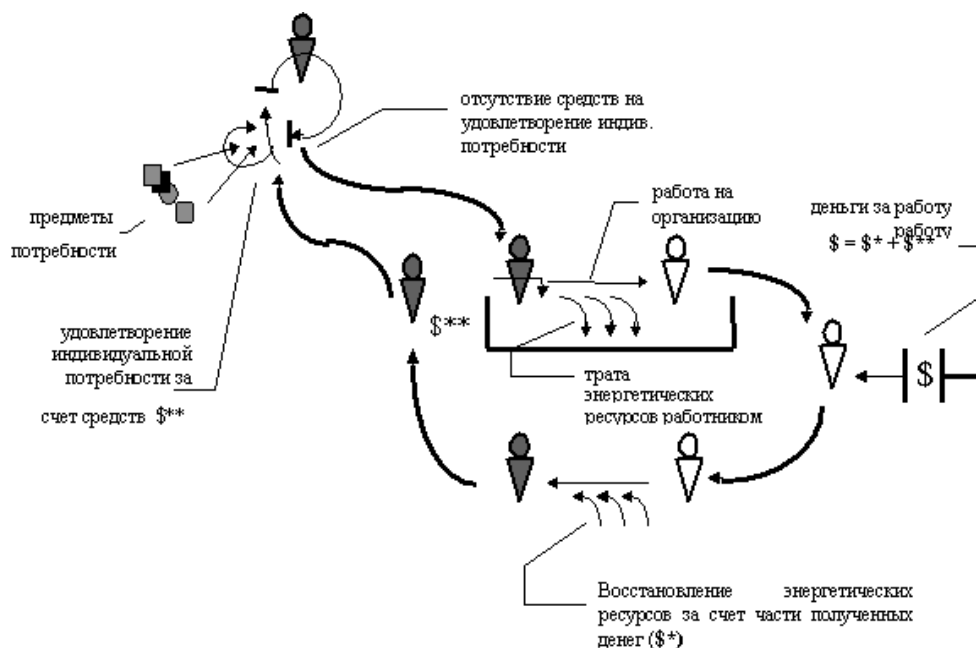 отсутствие средств на
удовлетворение индив.
потребности
работа на
организацию
деньги за работу
работу
$ = $* + $**
предметы
потребности
$**
удовлетворение
индивидуальной
потребности за
счет средств $**
трата
энергетических
ресурсов работником
$
Восстановление энергетических
ресурсов за счет части полученных
денег ($*)